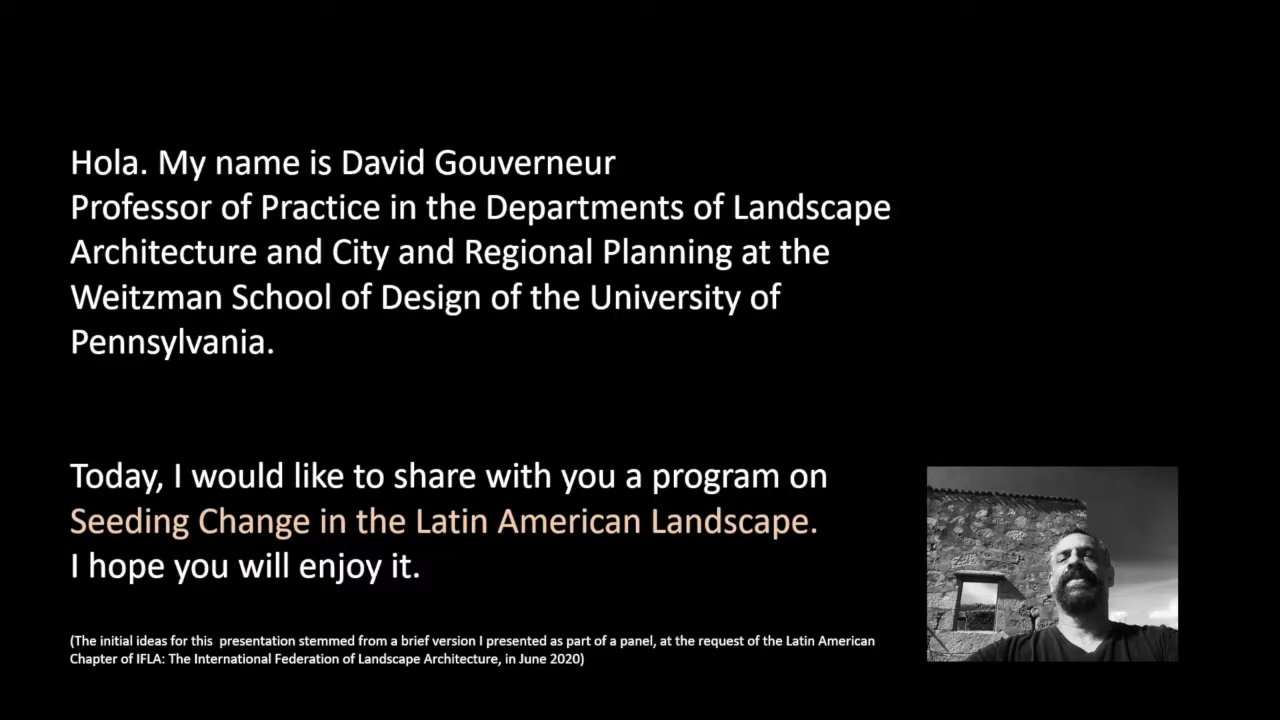 Hola. My name is David Gouverneur
Professor of Practice in the Departments of Landscape
Architecture and City and Regional Planning at the
Weitzman School of Design of the University of
Pennsylvania.
Today, I would like to share with you a program on
Seeding Change in the Latin American Landscape.
I hope you will enjoy it.
(The initial ideas for this  presentation stemmed from a brief version I presented as part of a panel, at the request of the Latin American
Chapter of IFLA: The International Federation of Landscape Architecture, in June 2020)